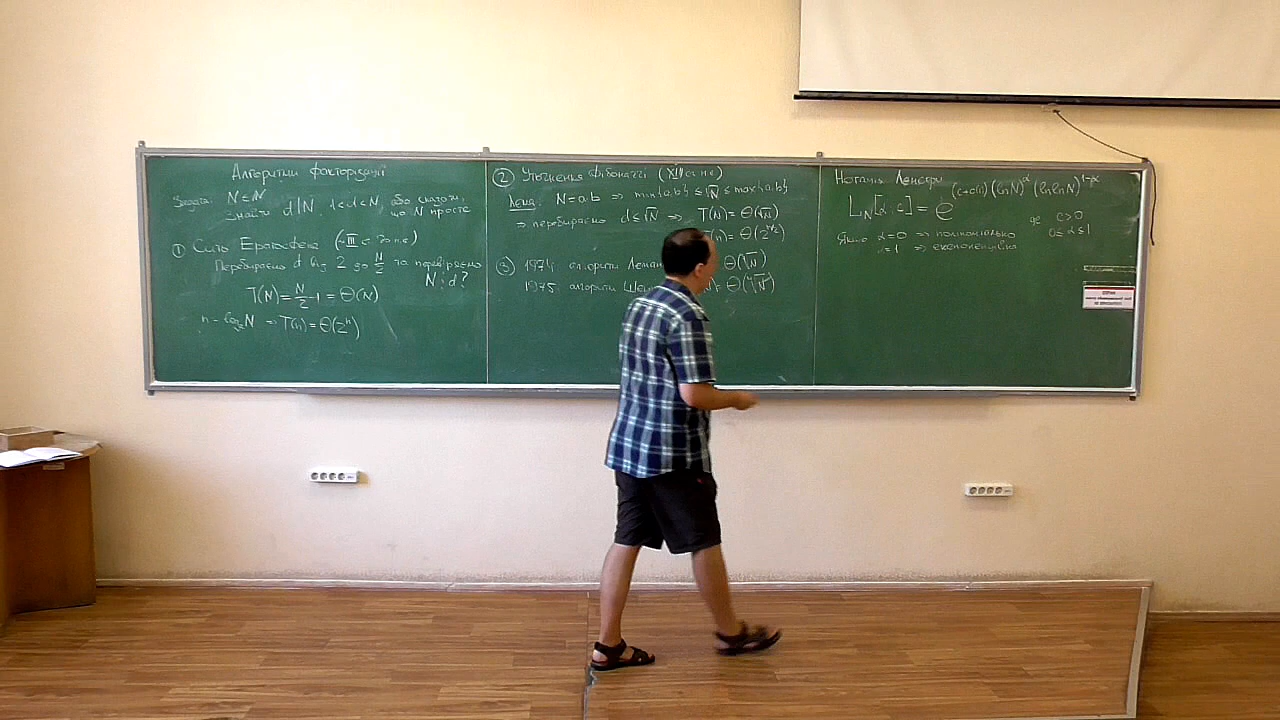 Алгоритми факторизації
Задача: N ∈ ℕ
знайти d|N, 1<d<N, або сказати,
що N просте
① Сито Ератосфена (~III с. до н.е)
Перебираємо d від 2 до N/2 та перевіряємо
N ⋮ d?
T(N) = N/2 - 1 = Θ(N)
n = log₂N ⇒ T(n) = Θ(2ⁿ)
② Уточнення Фібоначчі (XIII ст. н.е)
Лема: N = a·b ⇒ min{a,b} ≤ √N ≤ max{a,b}
⇒ перебираємо d ≤ √N ⇒ T(N) = Θ(√N)
(n) = Θ(2^{n/2})
③ 1974: алгоритм Леман Θ(∛N)
1975: алгоритм = Θ(∜N)
Нотація Ленстри
L_N[α, c] = e^{(c+o(1))(ln N)^α (ln ln N)^{1-α}}
де c>0
0≤α≤1
Якщо α=0 ⇒ поліноміально
α=1 ⇒ експоненційно